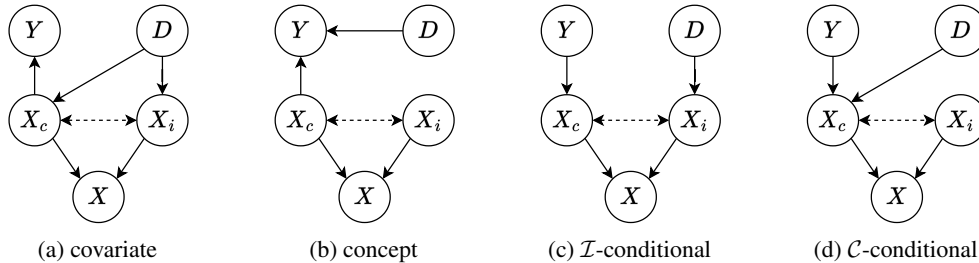 Y D Y D Y D Y D
X_c X_i X_c X_i X_c X_i X_c X_i
X X X X
(a) covariate (b) concept (c) ℐ-conditional (d) 𝒞-conditional